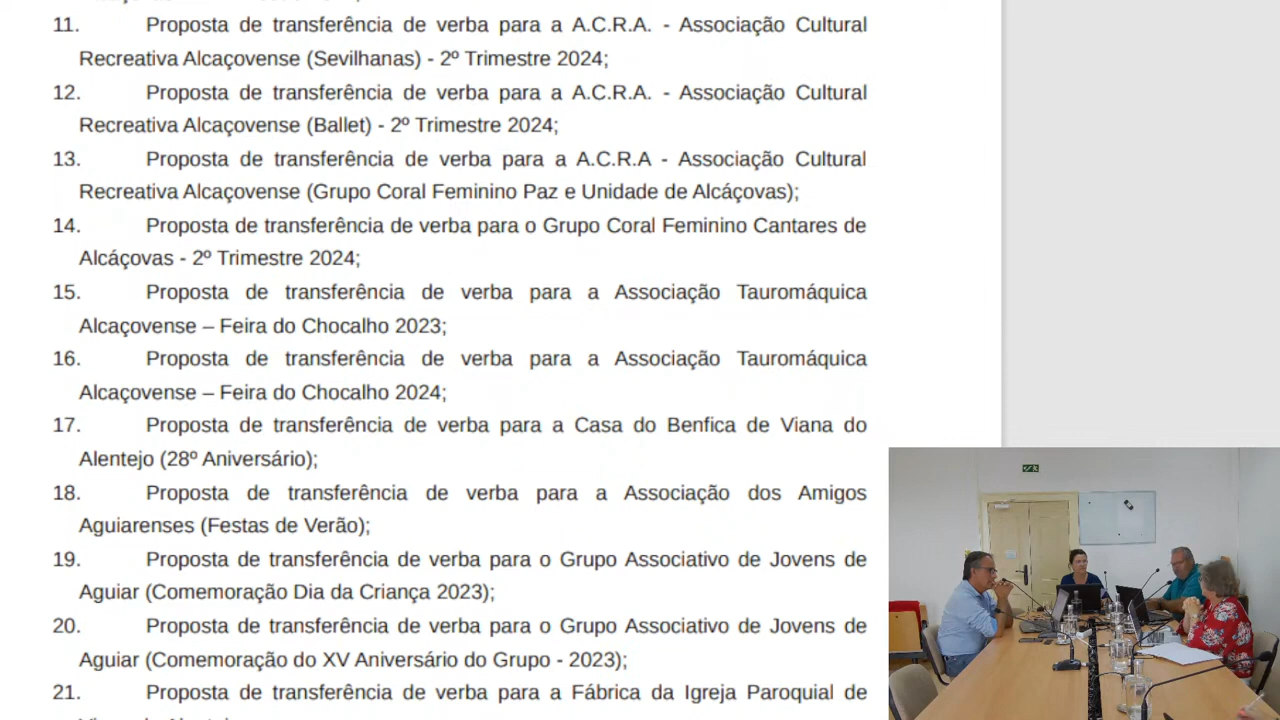 11. Proposta de transferência de verba para a A.C.R.A. - Associação Cultural
Recreativa Alcaçovense (Sevilhanas) - 2º Trimestre 2024;
12. Proposta de transferência de verba para a A.C.R.A. - Associação Cultural
Recreativa Alcaçovense (Ballet) - 2º Trimestre 2024;
13. Proposta de transferência de verba para a A.C.R.A - Associação Cultural
Recreativa Alcaçovense (Grupo Coral Feminino Paz e Unidade de Alcáçovas);
14. Proposta de transferência de verba para o Grupo Coral Feminino Cantares de
Alcáçovas - 2º Trimestre 2024;
15. Proposta de transferência de verba para a Associação Tauromáquica
Alcaçovense – Feira do Chocalho 2023;
16. Proposta de transferência de verba para a Associação Tauromáquica
Alcaçovense – Feira do Chocalho 2024;
17. Proposta de transferência de verba para a Casa do Benfica de Viana do
Alentejo (28º Aniversário);
18. Proposta de transferência de verba para a Associação dos Amigos
Aguiarenses (Festas de Verão);
19. Proposta de transferência de verba para o Grupo Associativo de Jovens de
Aguiar (Comemoração Dia da Criança 2023);
20. Proposta de transferência de verba para o Grupo Associativo de Jovens de
Aguiar (Comemoração do XV Aniversário do Grupo - 2023);
21. Proposta de transferência de verba para a Fábrica da Igreja Paroquial de